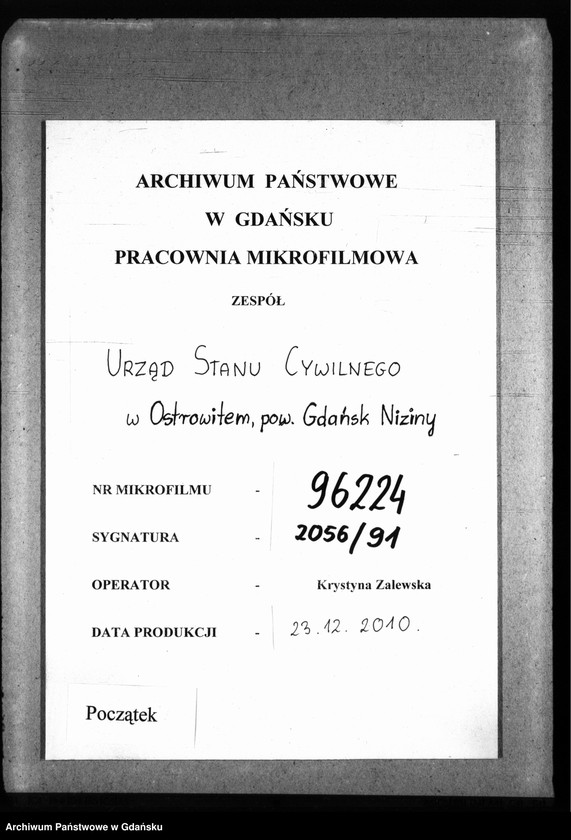 ARCHIWUM PAŃSTWOWE
W GDAŃSKU
PRACOWNIA MIKROFILMOWA
ZESPÓŁ
URZĄD STANU CYWILNEGO
w Ostrowitem, pow. Gdańsk Niziny
NR MIKROFILMU - 96224
SYGNATURA - 2056/91
OPERATOR - Krystyna Zalewska
DATA PRODUKCJI - 23.12.2010.
Początek
Archiwum Państwowe w Gdańsku